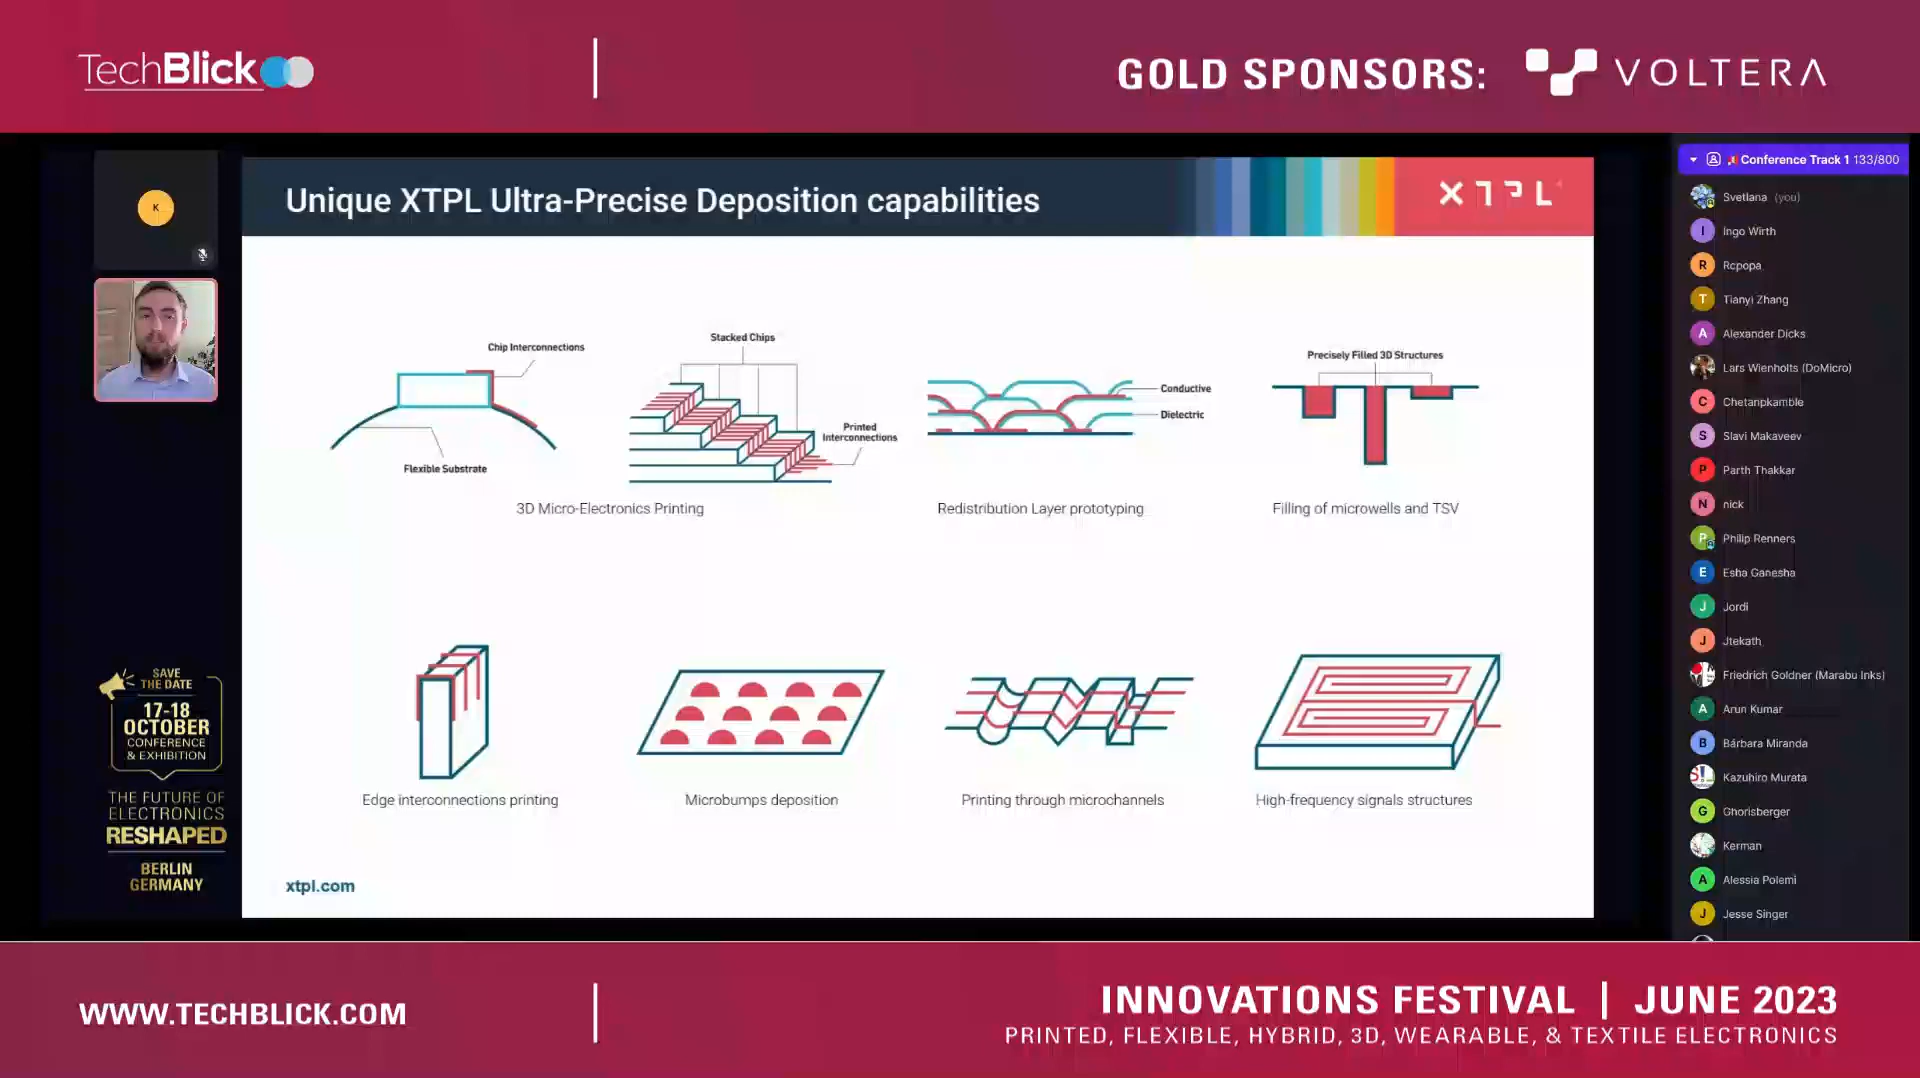 TechBlick
GOLD SPONSORS:
VOLTERA
K
Unique XTPL Ultra-Precise Deposition capabilities
XTPL
Chip Interconnections
Flexible Substrate
Stacked Chips
Printed
Interconnections
3D Micro-Electronics Printing
Conductive
Dielectric
Redistribution Layer prototyping
Precisely Filled 3D Structures
Filling of microwells and TSV
Edge interconnections printing
Microbumps deposition
Printing through microchannels
High-frequency signals structures
xtpl.com
SAVE
THE DATE
17-18
OCTOBER
CONFERENCE
& EXHIBITION
THE FUTURE OF
ELECTRONICS
RESHAPED
BERLIN
GERMANY
Conference Track 1 133/800
Svetlana (you)
I Ingo Wirth
R Rcpopa
T Tianyi Zhang
A Alexander Dicks
Lars Wienholts (DoMicro)
C Chetanpkamble
S Slavi Makaveev
P Parth Thakkar
N nick
P Philip Renners
E Esha Ganesha
J Jordi
J Jtekath
Friedrich Goldner (Marabu Inks)
A Arun Kumar
B Bárbara Miranda
Kazuhiro Murata
G Ghorisberger
Kerman
A Alessia Polemi
J Jesse Singer
WWW.TECHBLICK.COM
INNOVATIONS FESTIVAL | JUNE 2023
PRINTED, FLEXIBLE, HYBRID, 3D, WEARABLE, & TEXTILE ELECTRONICS